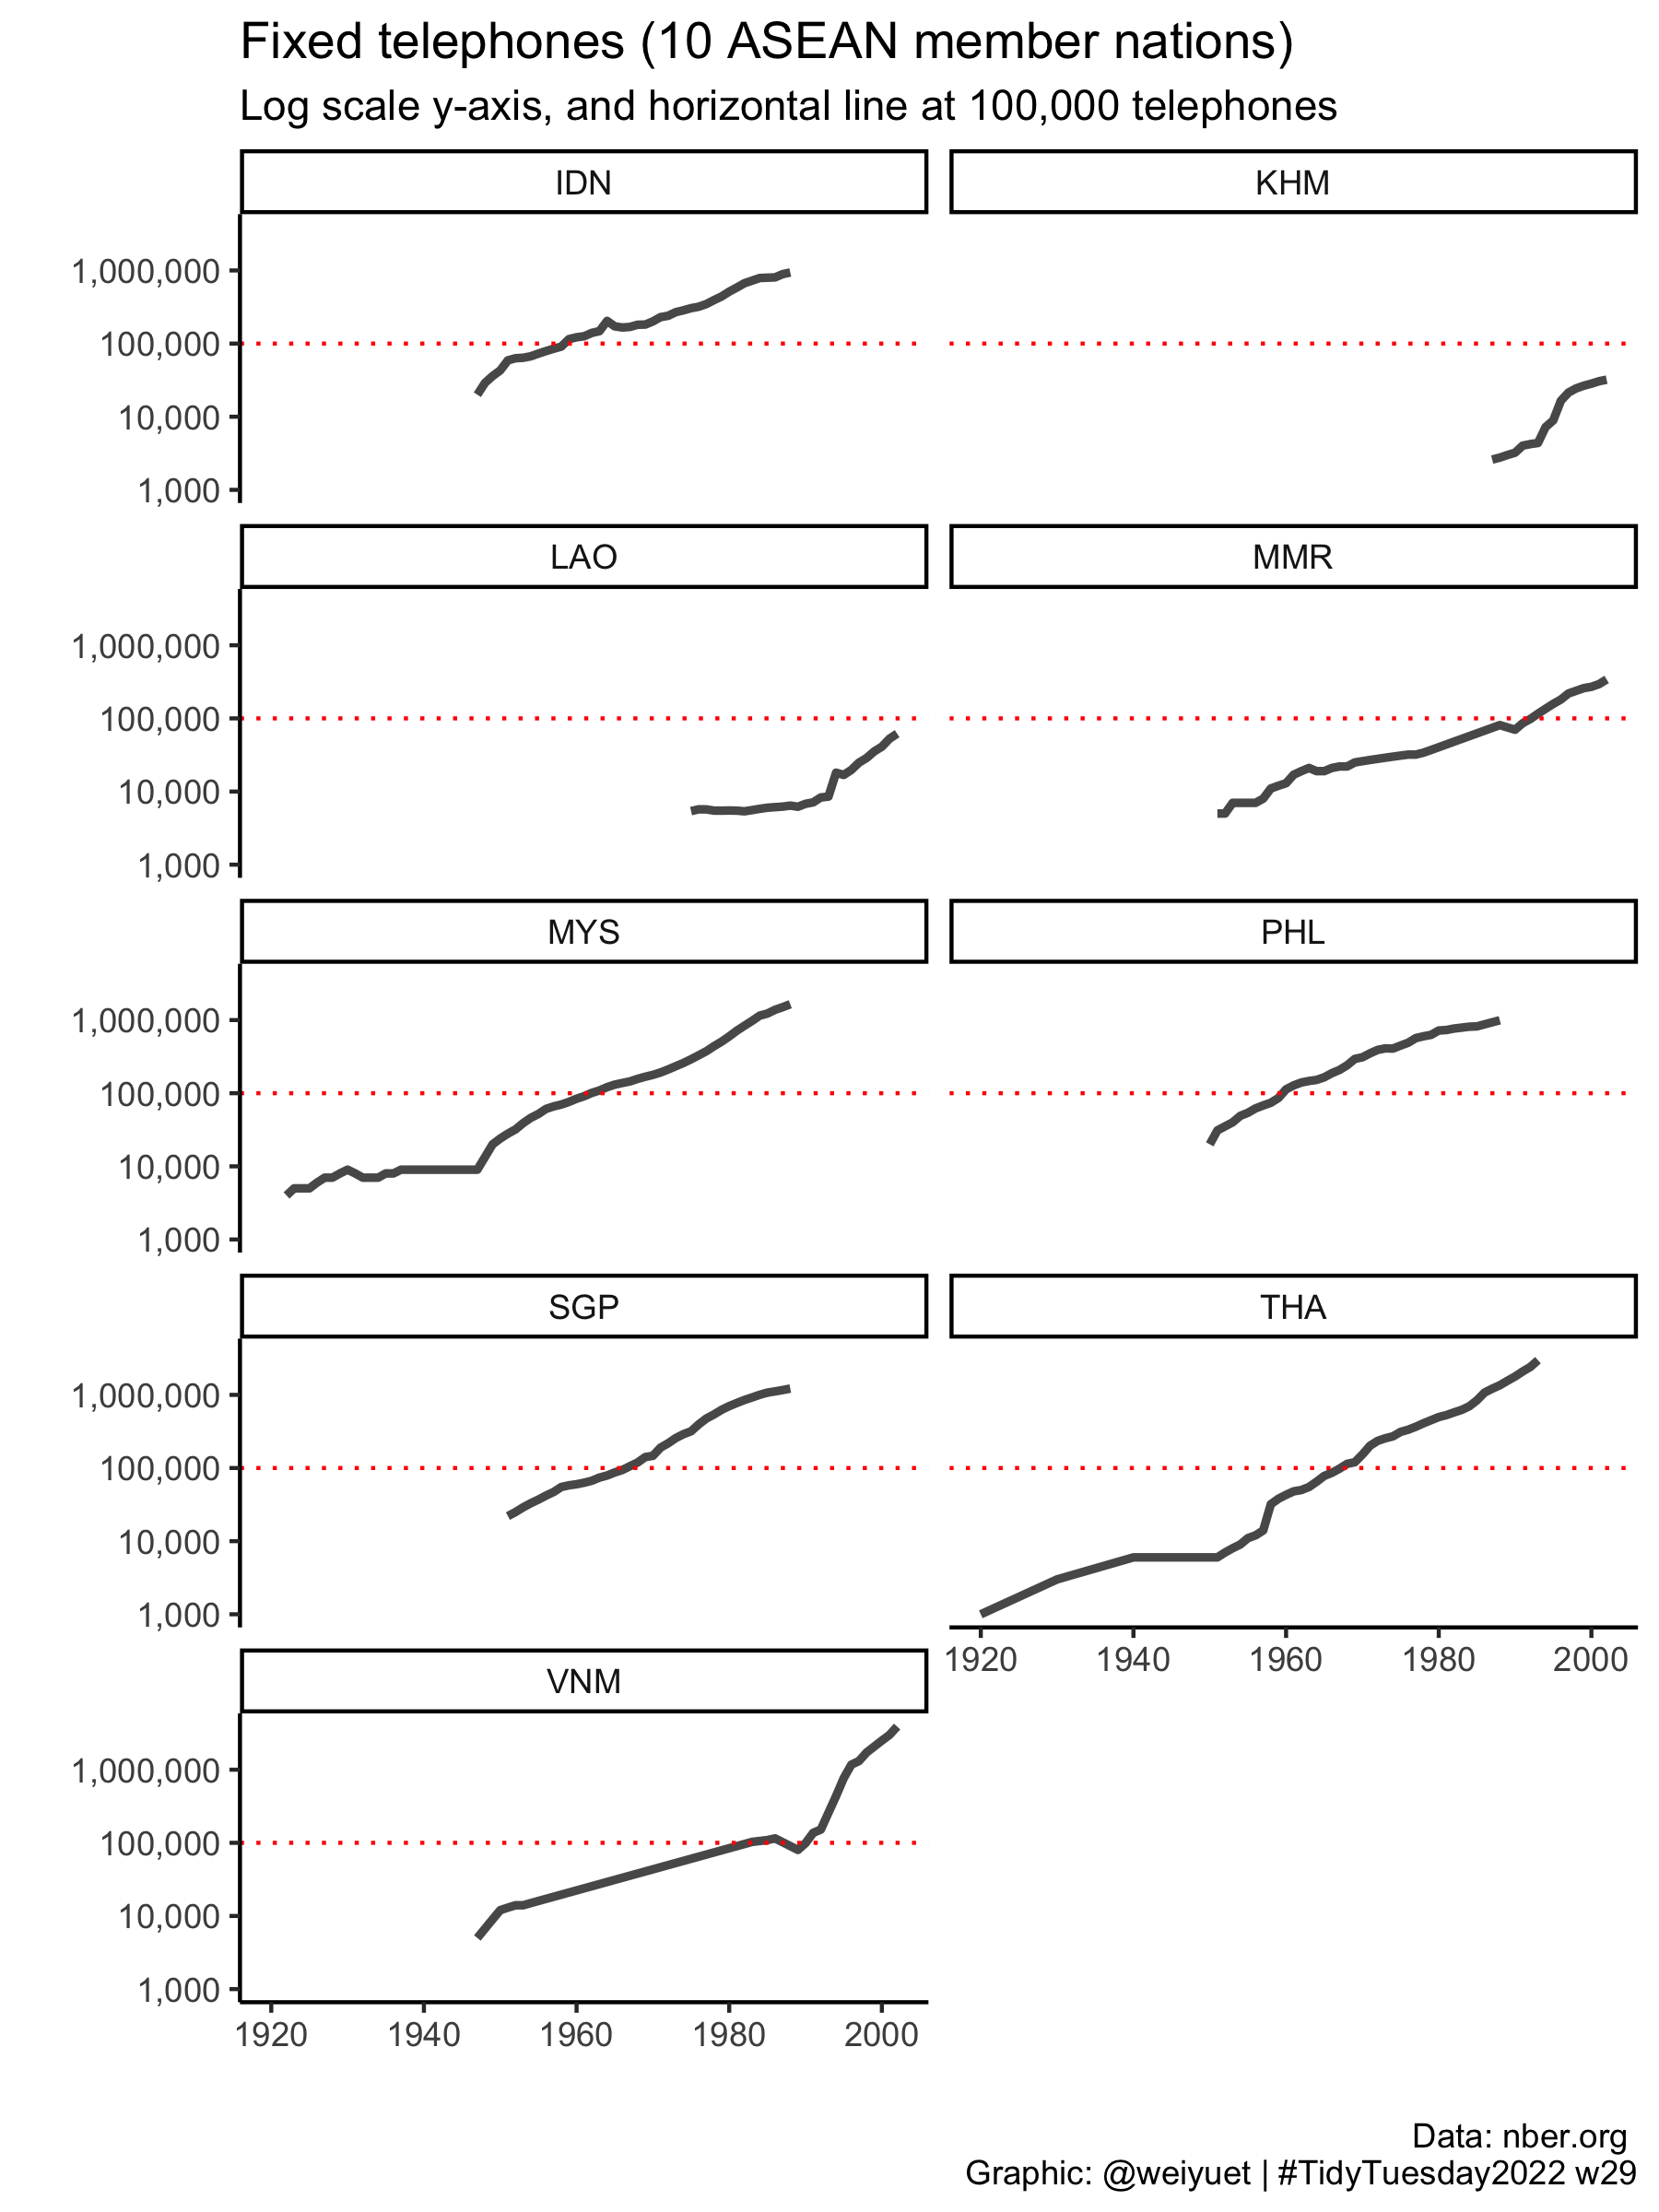 Fixed telephones (10 ASEAN member nations)
Log scale y-axis, and horizontal line at 100,000 telephones
IDN
KHM
1,000,000
100,000
10,000
1,000
LAO
MMR
1,000,000
100,000
10,000
1,000
MYS
PHL
1,000,000
100,000
10,000
1,000
SGP
THA
1,000,000
100,000
10,000
1,000
1920 1940 1960 1980 2000
VNM
1,000,000
100,000
10,000
1,000
1920 1940 1960 1980 2000
Data: nber.org
Graphic: @weiyuet | #TidyTuesday2022 w29